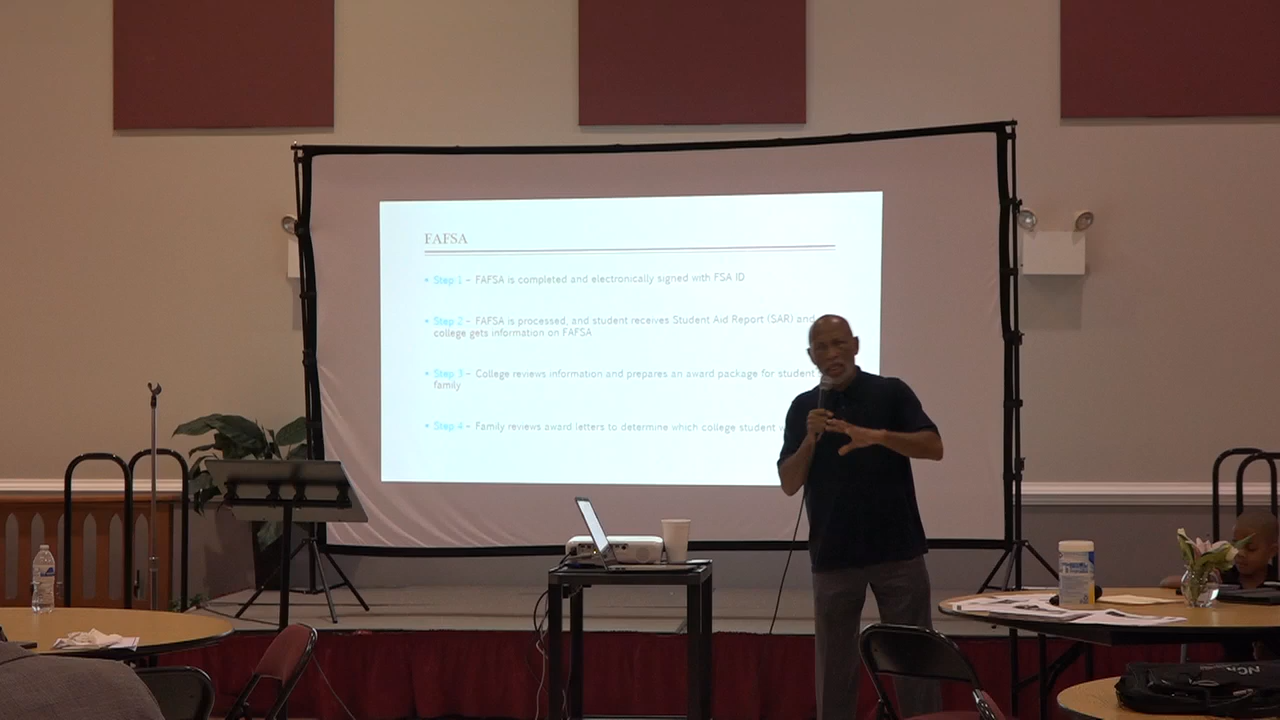 FAFSA
• Step 1 – FAFSA is completed and electronically signed with FSA ID
• Step 2 – FAFSA is processed, and student receives Student Aid Report (SAR) and
college gets information on FAFSA
• Step 3 – College reviews information and prepares an award package for student
family
• Step 4 – Family reviews award letters to determine which college student